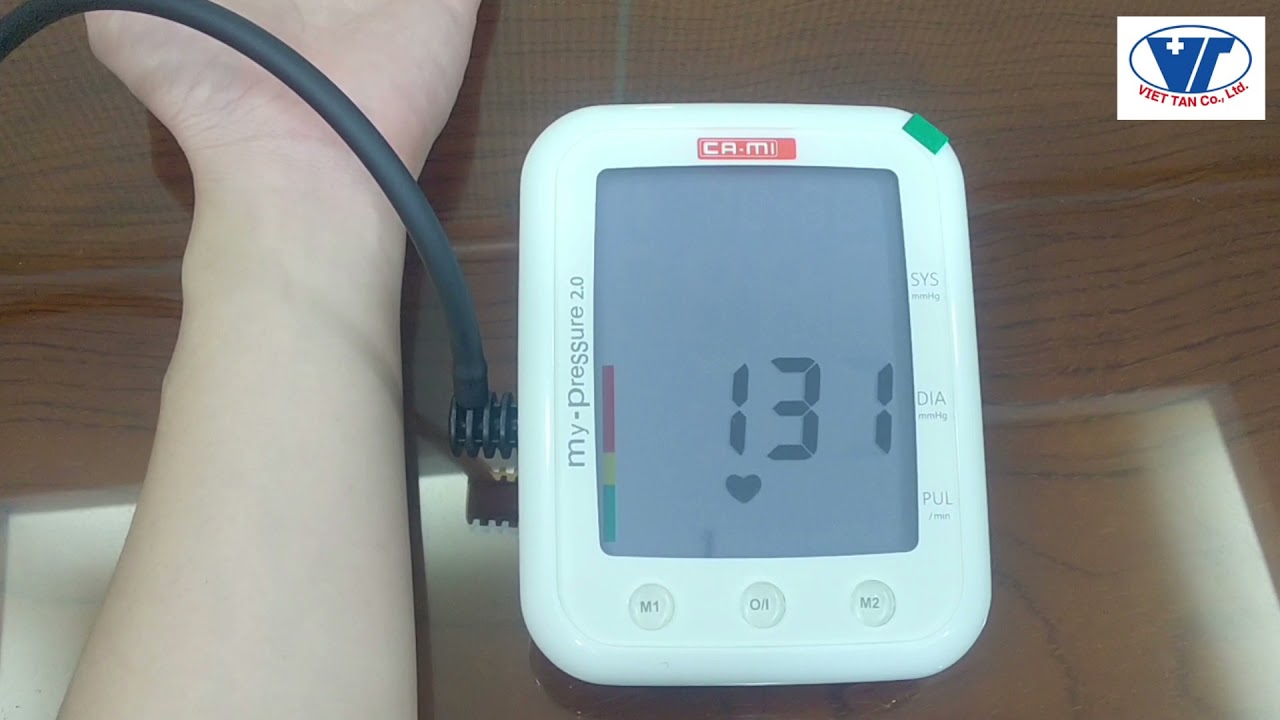 VT
VIET TAN Co., Ltd.
CA·MI
my-pressure 2.0
SYS
mmHg
131
DIA
mmHg
PUL
/ min
M1
O/I
M2